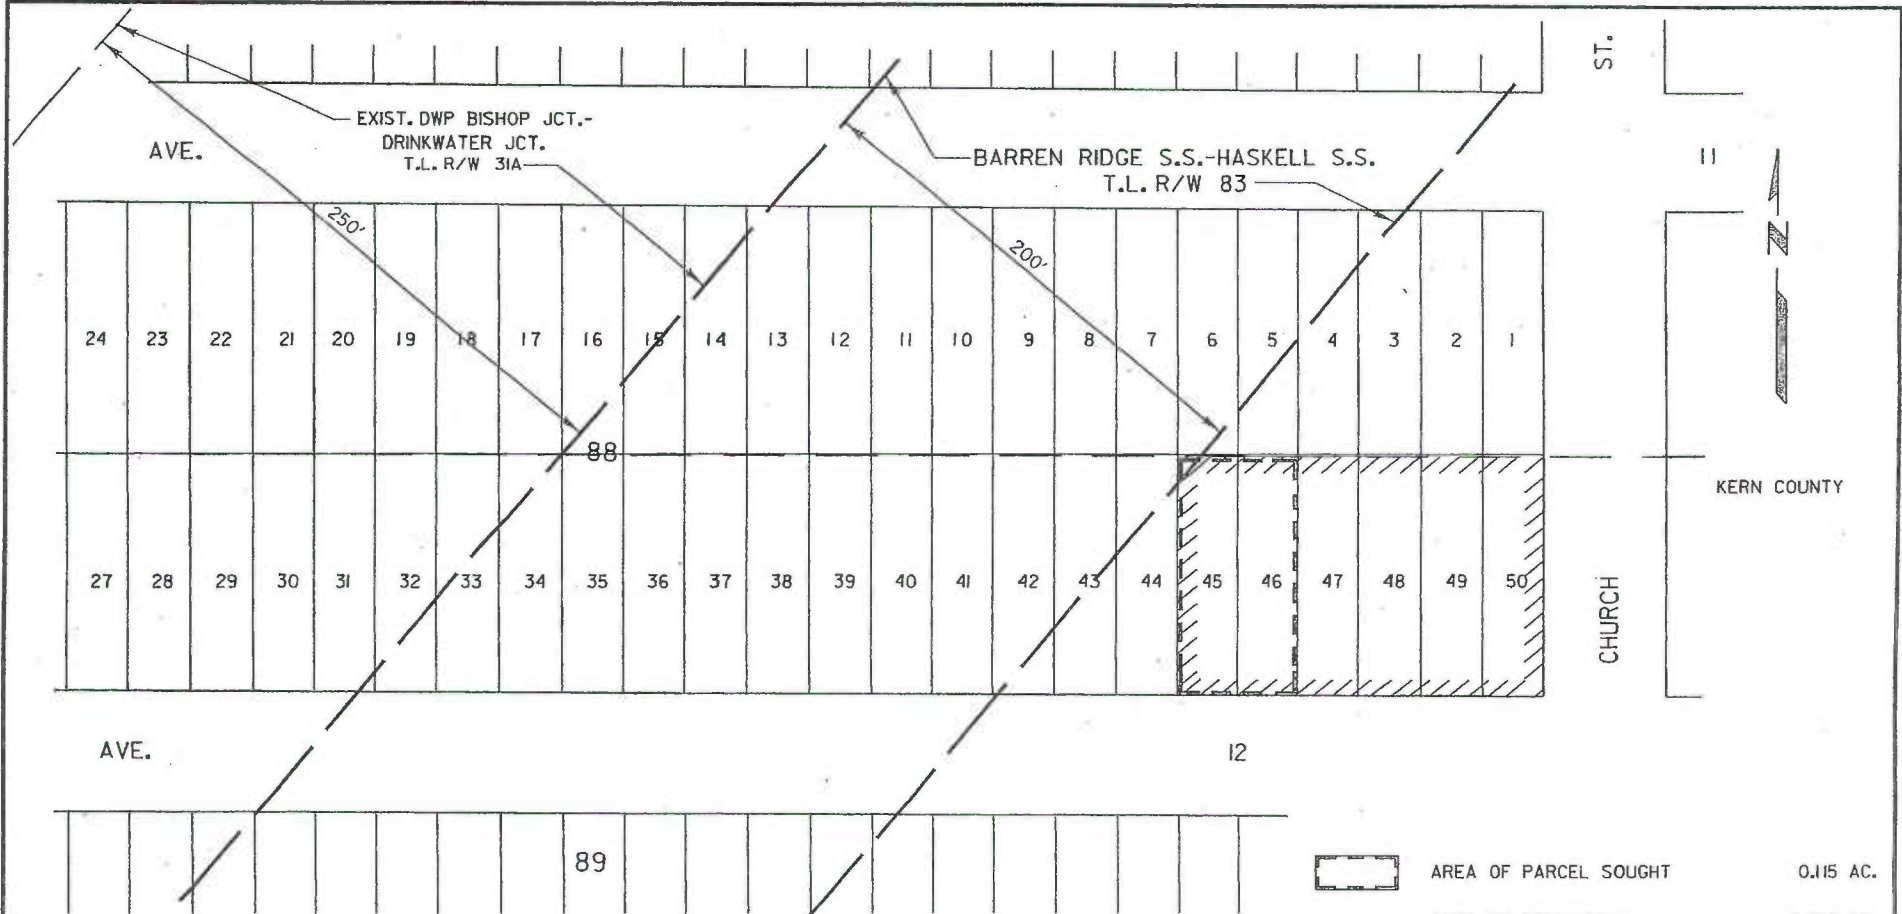 ST.
EXIST. DWP BISHOP JCT.-
DRINKWATER JCT.
T.L. R/W 31A
AVE.
BARREN RIDGE S.S.-HASKELL S.S.
T.L. R/W 83
11
N
250'
200'
24 23 22 21 20 19 18 17 16 15 14 13 12 11 10 9 8 7 6 5 4 3 2 1
88
KERN COUNTY
27 28 29 30 31 32 33 34 35 36 37 38 39 40 41 42 43 44 45 46 47 48 49 50
CHURCH
AVE.
12
89
AREA OF PARCEL SOUGHT 0.115 AC.